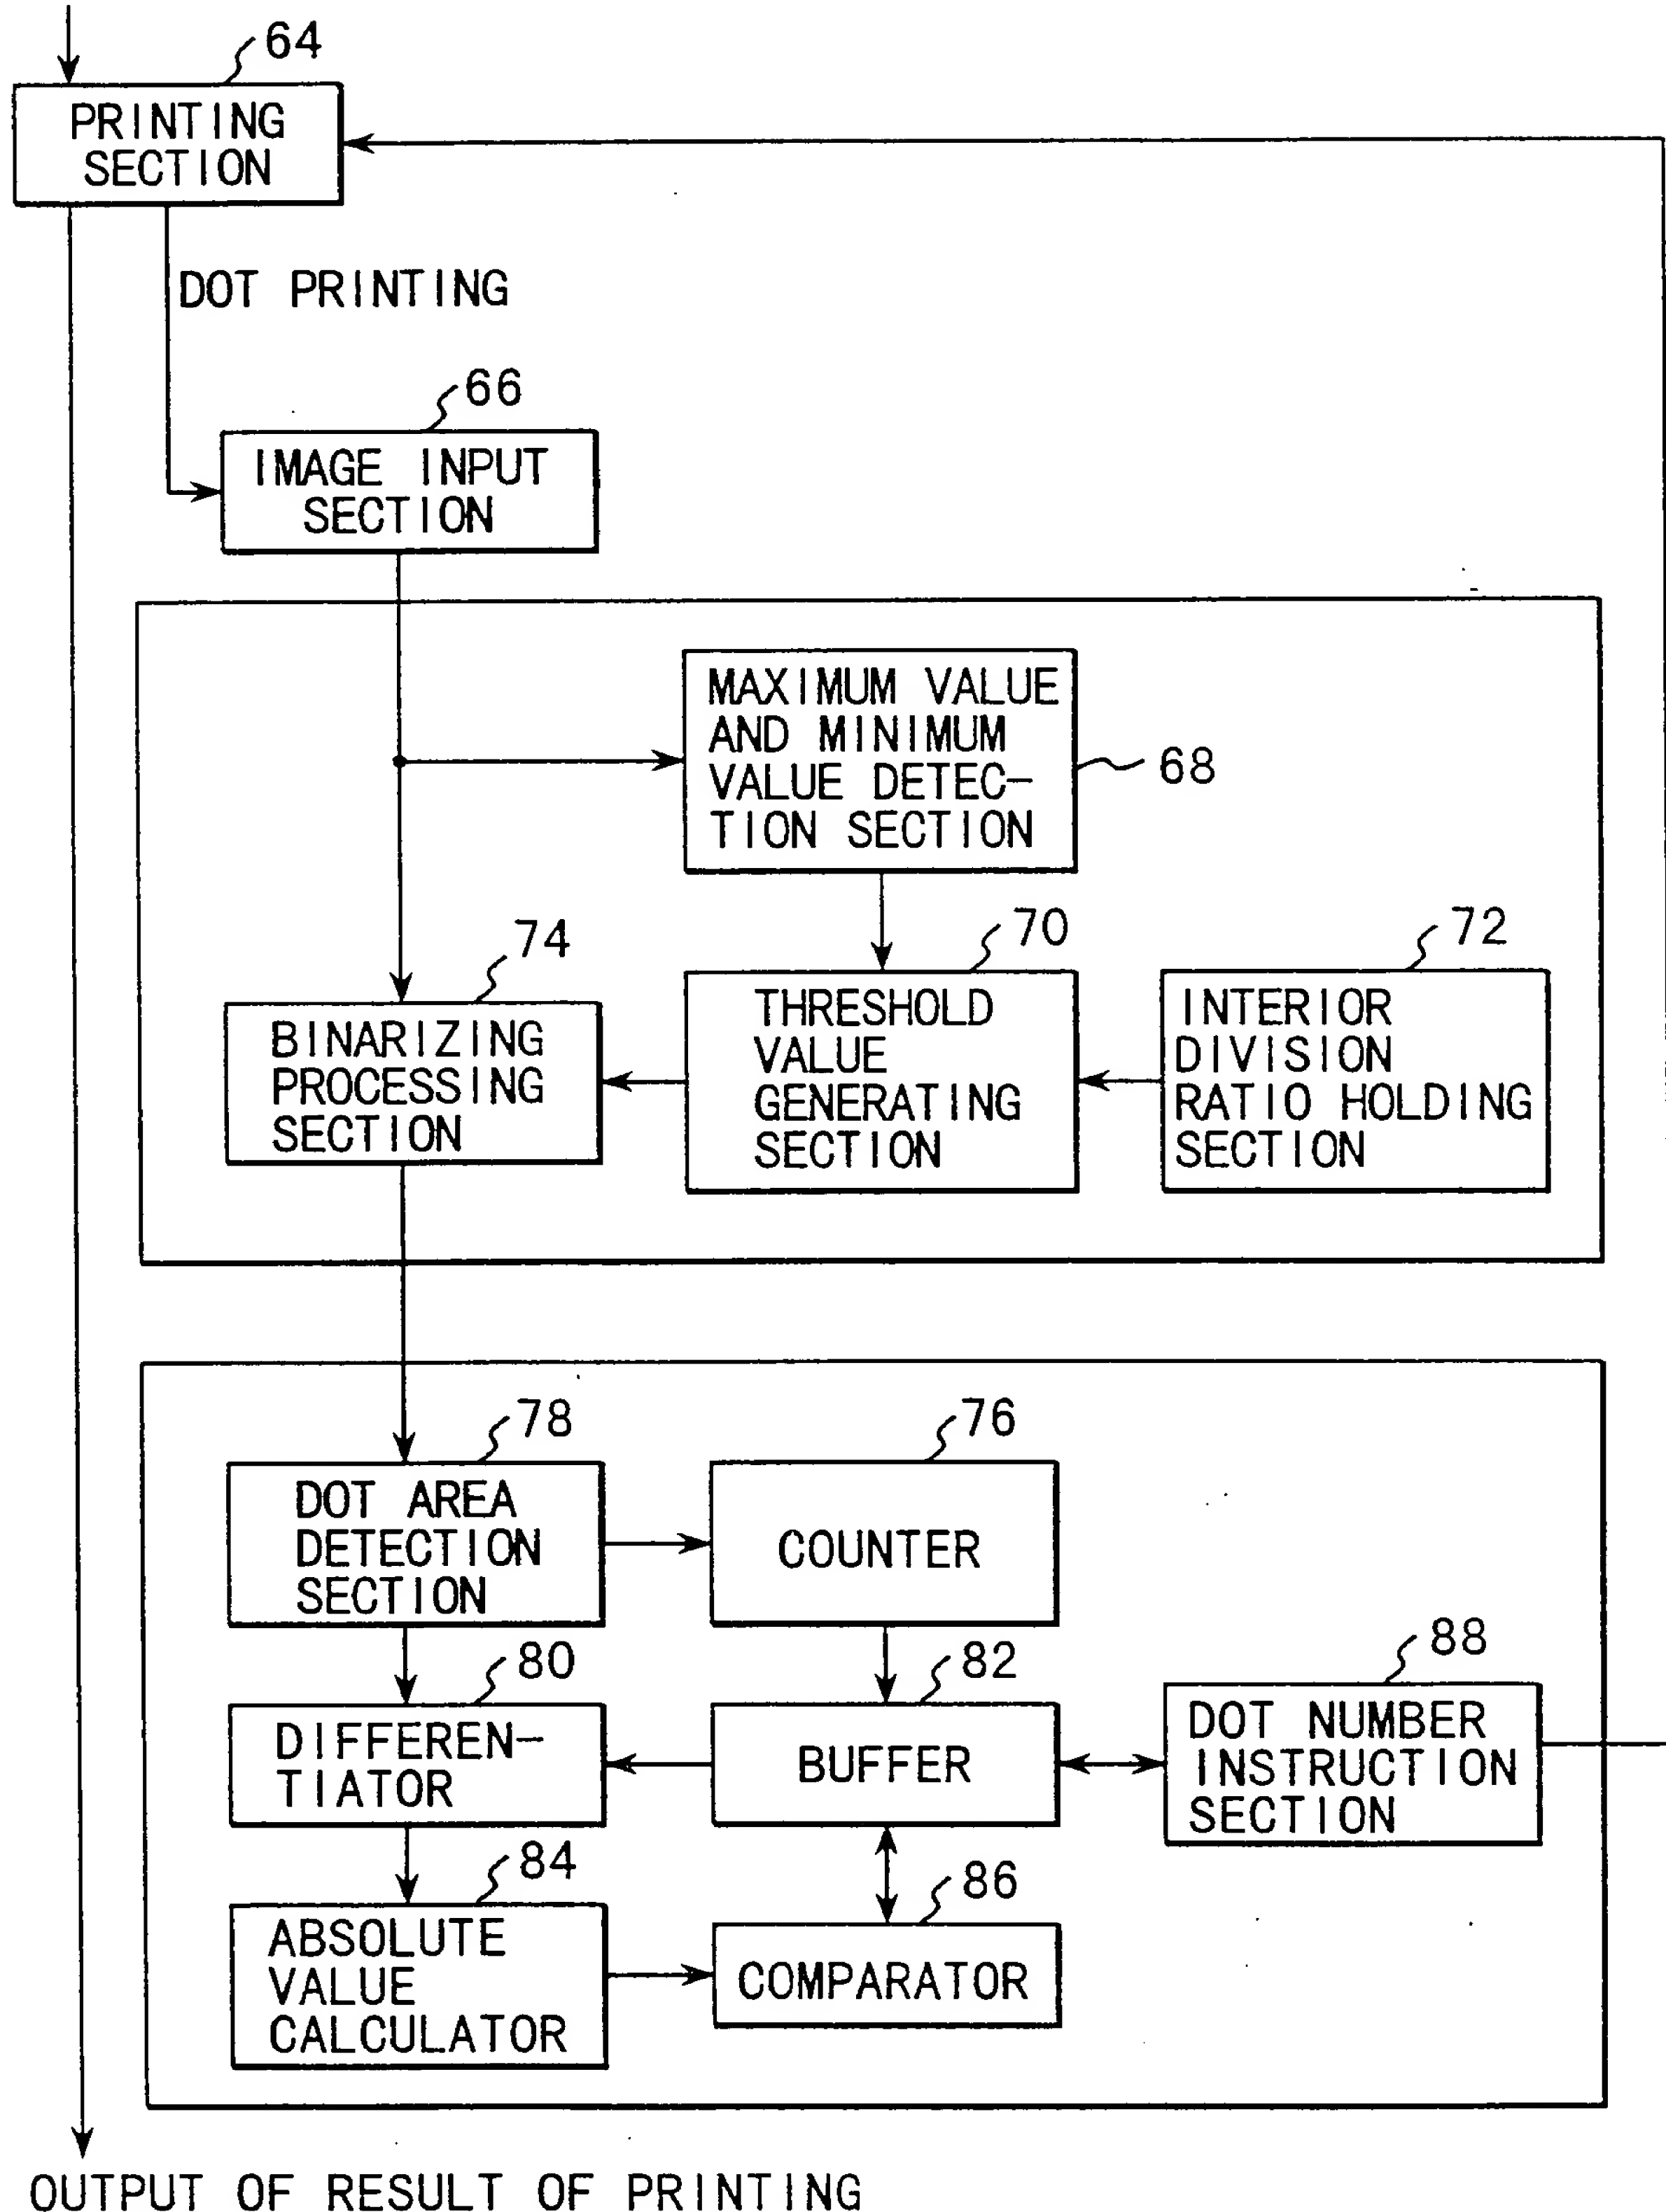 64
PRINTING
SECTION
DOT PRINTING
66
IMAGE INPUT
SECTION
MAXIMUM VALUE
AND MINIMUM
VALUE DETEC-
TION SECTION
68
74
BINARIZING
PROCESSING
SECTION
70
THRESHOLD
VALUE
GENERATING
SECTION
72
INTERIOR
DIVISION
RATIO HOLDING
SECTION
78
DOT AREA
DETECTION
SECTION
76
COUNTER
80
DIFFEREN-
TIATOR
82
BUFFER
88
DOT NUMBER
INSTRUCTION
SECTION
84
ABSOLUTE
VALUE
CALCULATOR
86
COMPARATOR
OUTPUT OF RESULT OF PRINTING